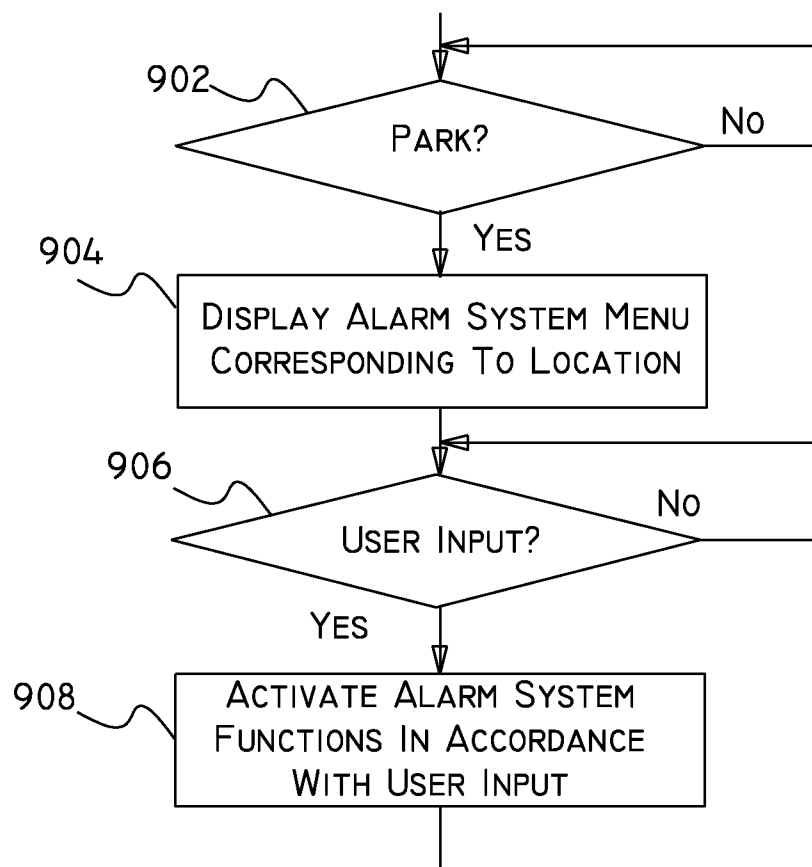 902
PARK?
NO
YES
904
DISPLAY ALARM SYSTEM MENU
CORRESPONDING TO LOCATION
906
NO
USER INPUT?
YES
908
ACTIVATE ALARM SYSTEM
FUNCTIONS IN ACCORDANCE
WITH USER INPUT